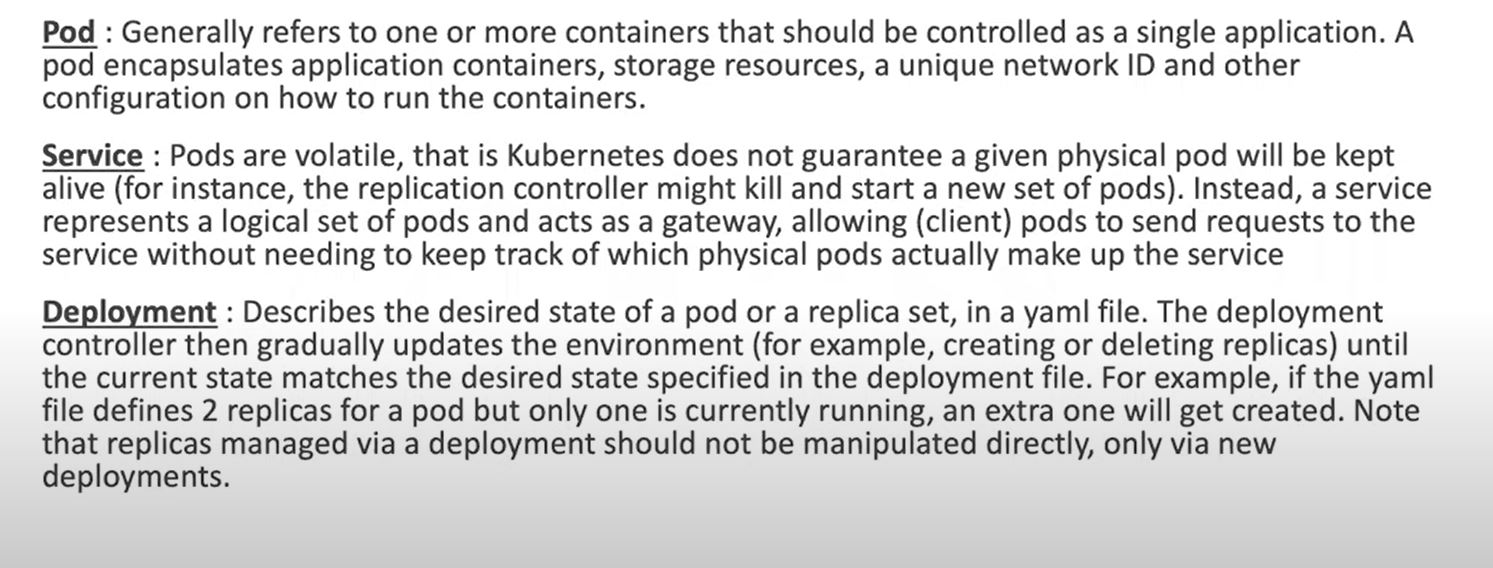 Pod : Generally refers to one or more containers that should be controlled as a single application. A
pod encapsulates application containers, storage resources, a unique network ID and other
configuration on how to run the containers.
Service : Pods are volatile, that is Kubernetes does not guarantee a given physical pod will be kept
alive (for instance, the replication controller might kill and start a new set of pods). Instead, a service
represents a logical set of pods and acts as a gateway, allowing (client) pods to send requests to the
service without needing to keep track of which physical pods actually make up the service
Deployment : Describes the desired state of a pod or a replica set, in a yaml file. The deployment
controller then gradually updates the environment (for example, creating or deleting replicas) until
the current state matches the desired state specified in the deployment file. For example, if the yaml
file defines 2 replicas for a pod but only one is currently running, an extra one will get created. Note
that replicas managed via a deployment should not be manipulated directly, only via new
deployments.